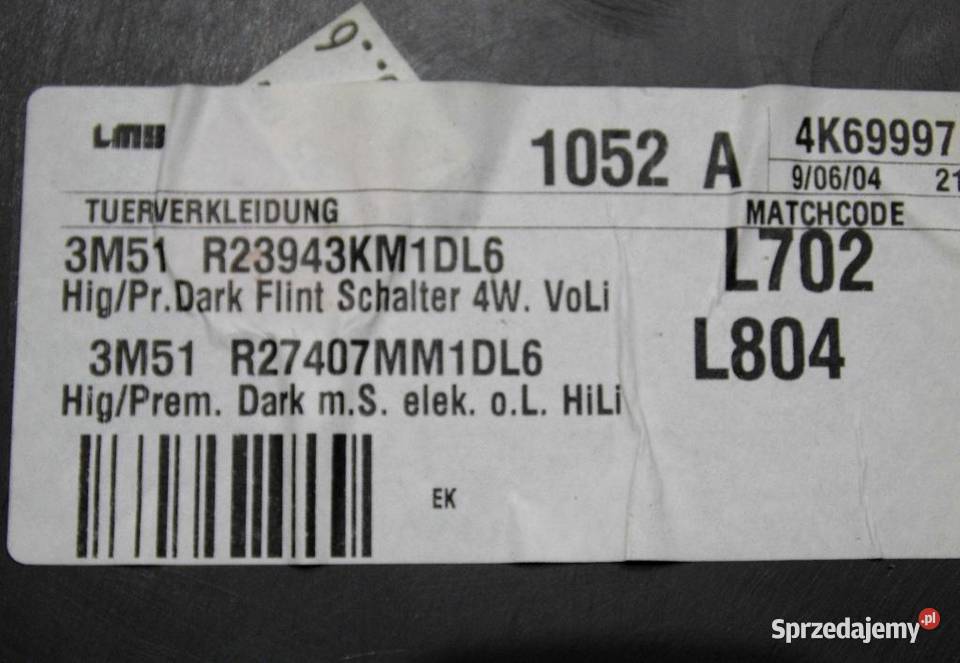 LMS
1052 A
4K69997
9/06/04 21
TUERVERKLEIDUNG
MATCHCODE
3M51 R23943KM1DL6
L702
Hig/Pr.Dark Flint Schalter 4W. VoLi
3M51 R27407MM1DL6
L804
Hig/Prem. Dark m.S. elek. o.L. HiLi
EK
Sprzedajemy.pl